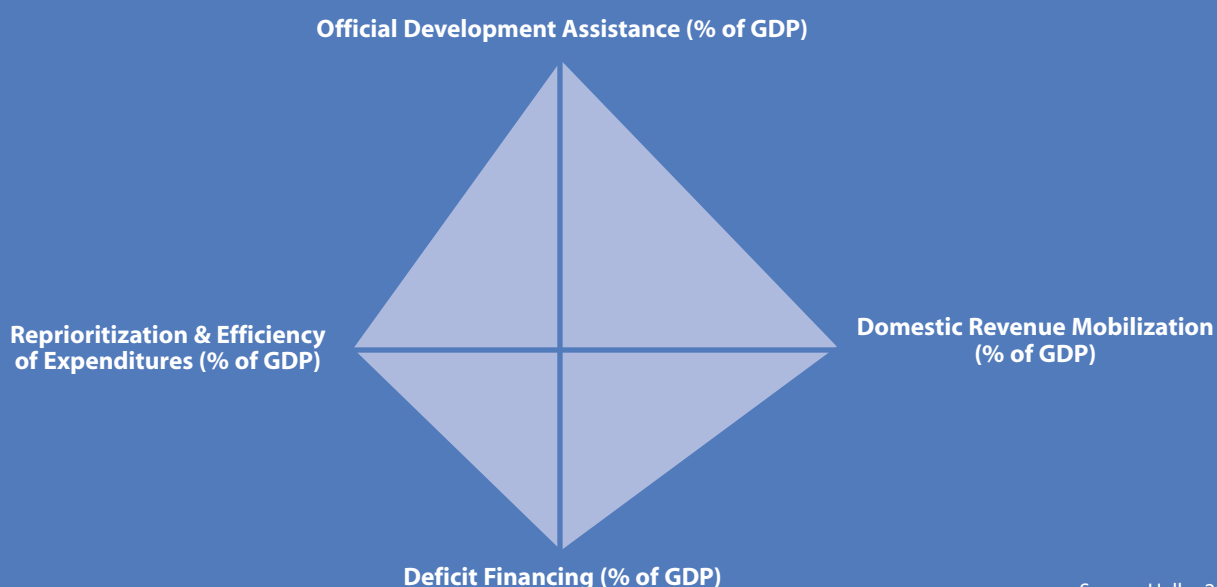 Official Development Assistance (% of GDP)
Reprioritization & Efficiency
of Expenditures (% of GDP)
Domestic Revenue Mobilization
(% of GDP)
Deficit Financing (% of GDP)